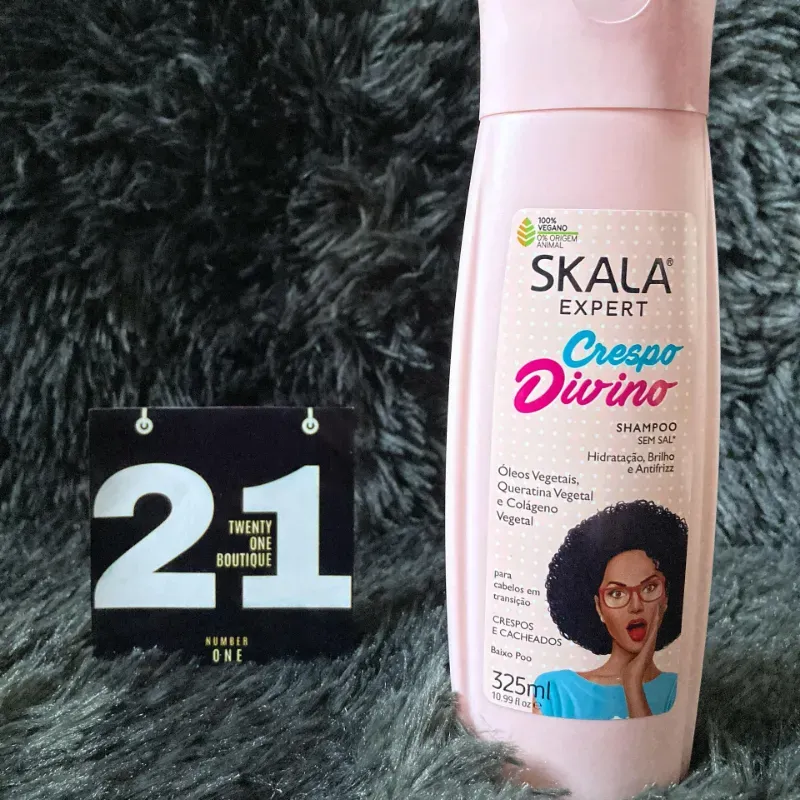 21
TWENTY
ONE
BOUTIQUE
NUMBER
ONE
100%
VEGANO
0% ORIGEM
ANIMAL
SKALA®
EXPERT
Crespo
Divino
SHAMPOO
SEM SAL*
Hidratação, Brilho
e Antifrizz
Óleos Vegetais,
Queratina Vegetal
e Colágeno
Vegetal
para
cabelos em
transição
CRESPOS
E CACHEADOS
Baixo Poo
325ml
10.99 fl oz e